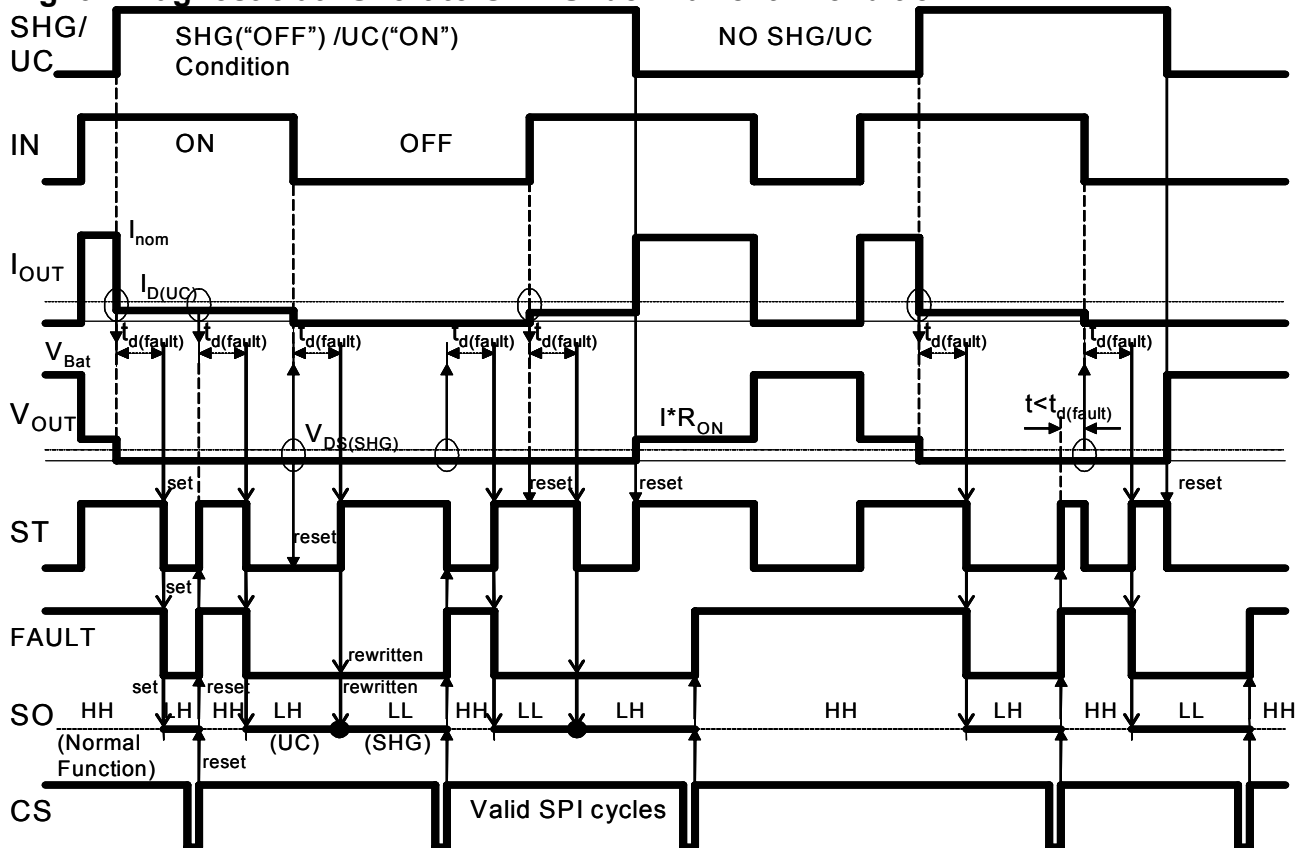 SHG/
UC
SHG("OFF") /UC("ON")
Condition
NO SHG/UC
IN
ON
OFF
I_OUT
I_nom
I_D(UC)
t_d(fault) t_d(fault) t_d(fault) t_d(fault) t_d(fault) t_d(fault) t_d(fault)
V_Bat
V_OUT
V_DS(SHG)
I*R_ON
t<t_d(fault)
set reset reset reset
ST
reset
set
FAULT
rewritten
set reset rewritten
SO
HH LH HH LH LL HH LL LH HH LH HH LL HH
(Normal
Function)
(UC) (SHG)
reset
CS
Valid SPI cycles